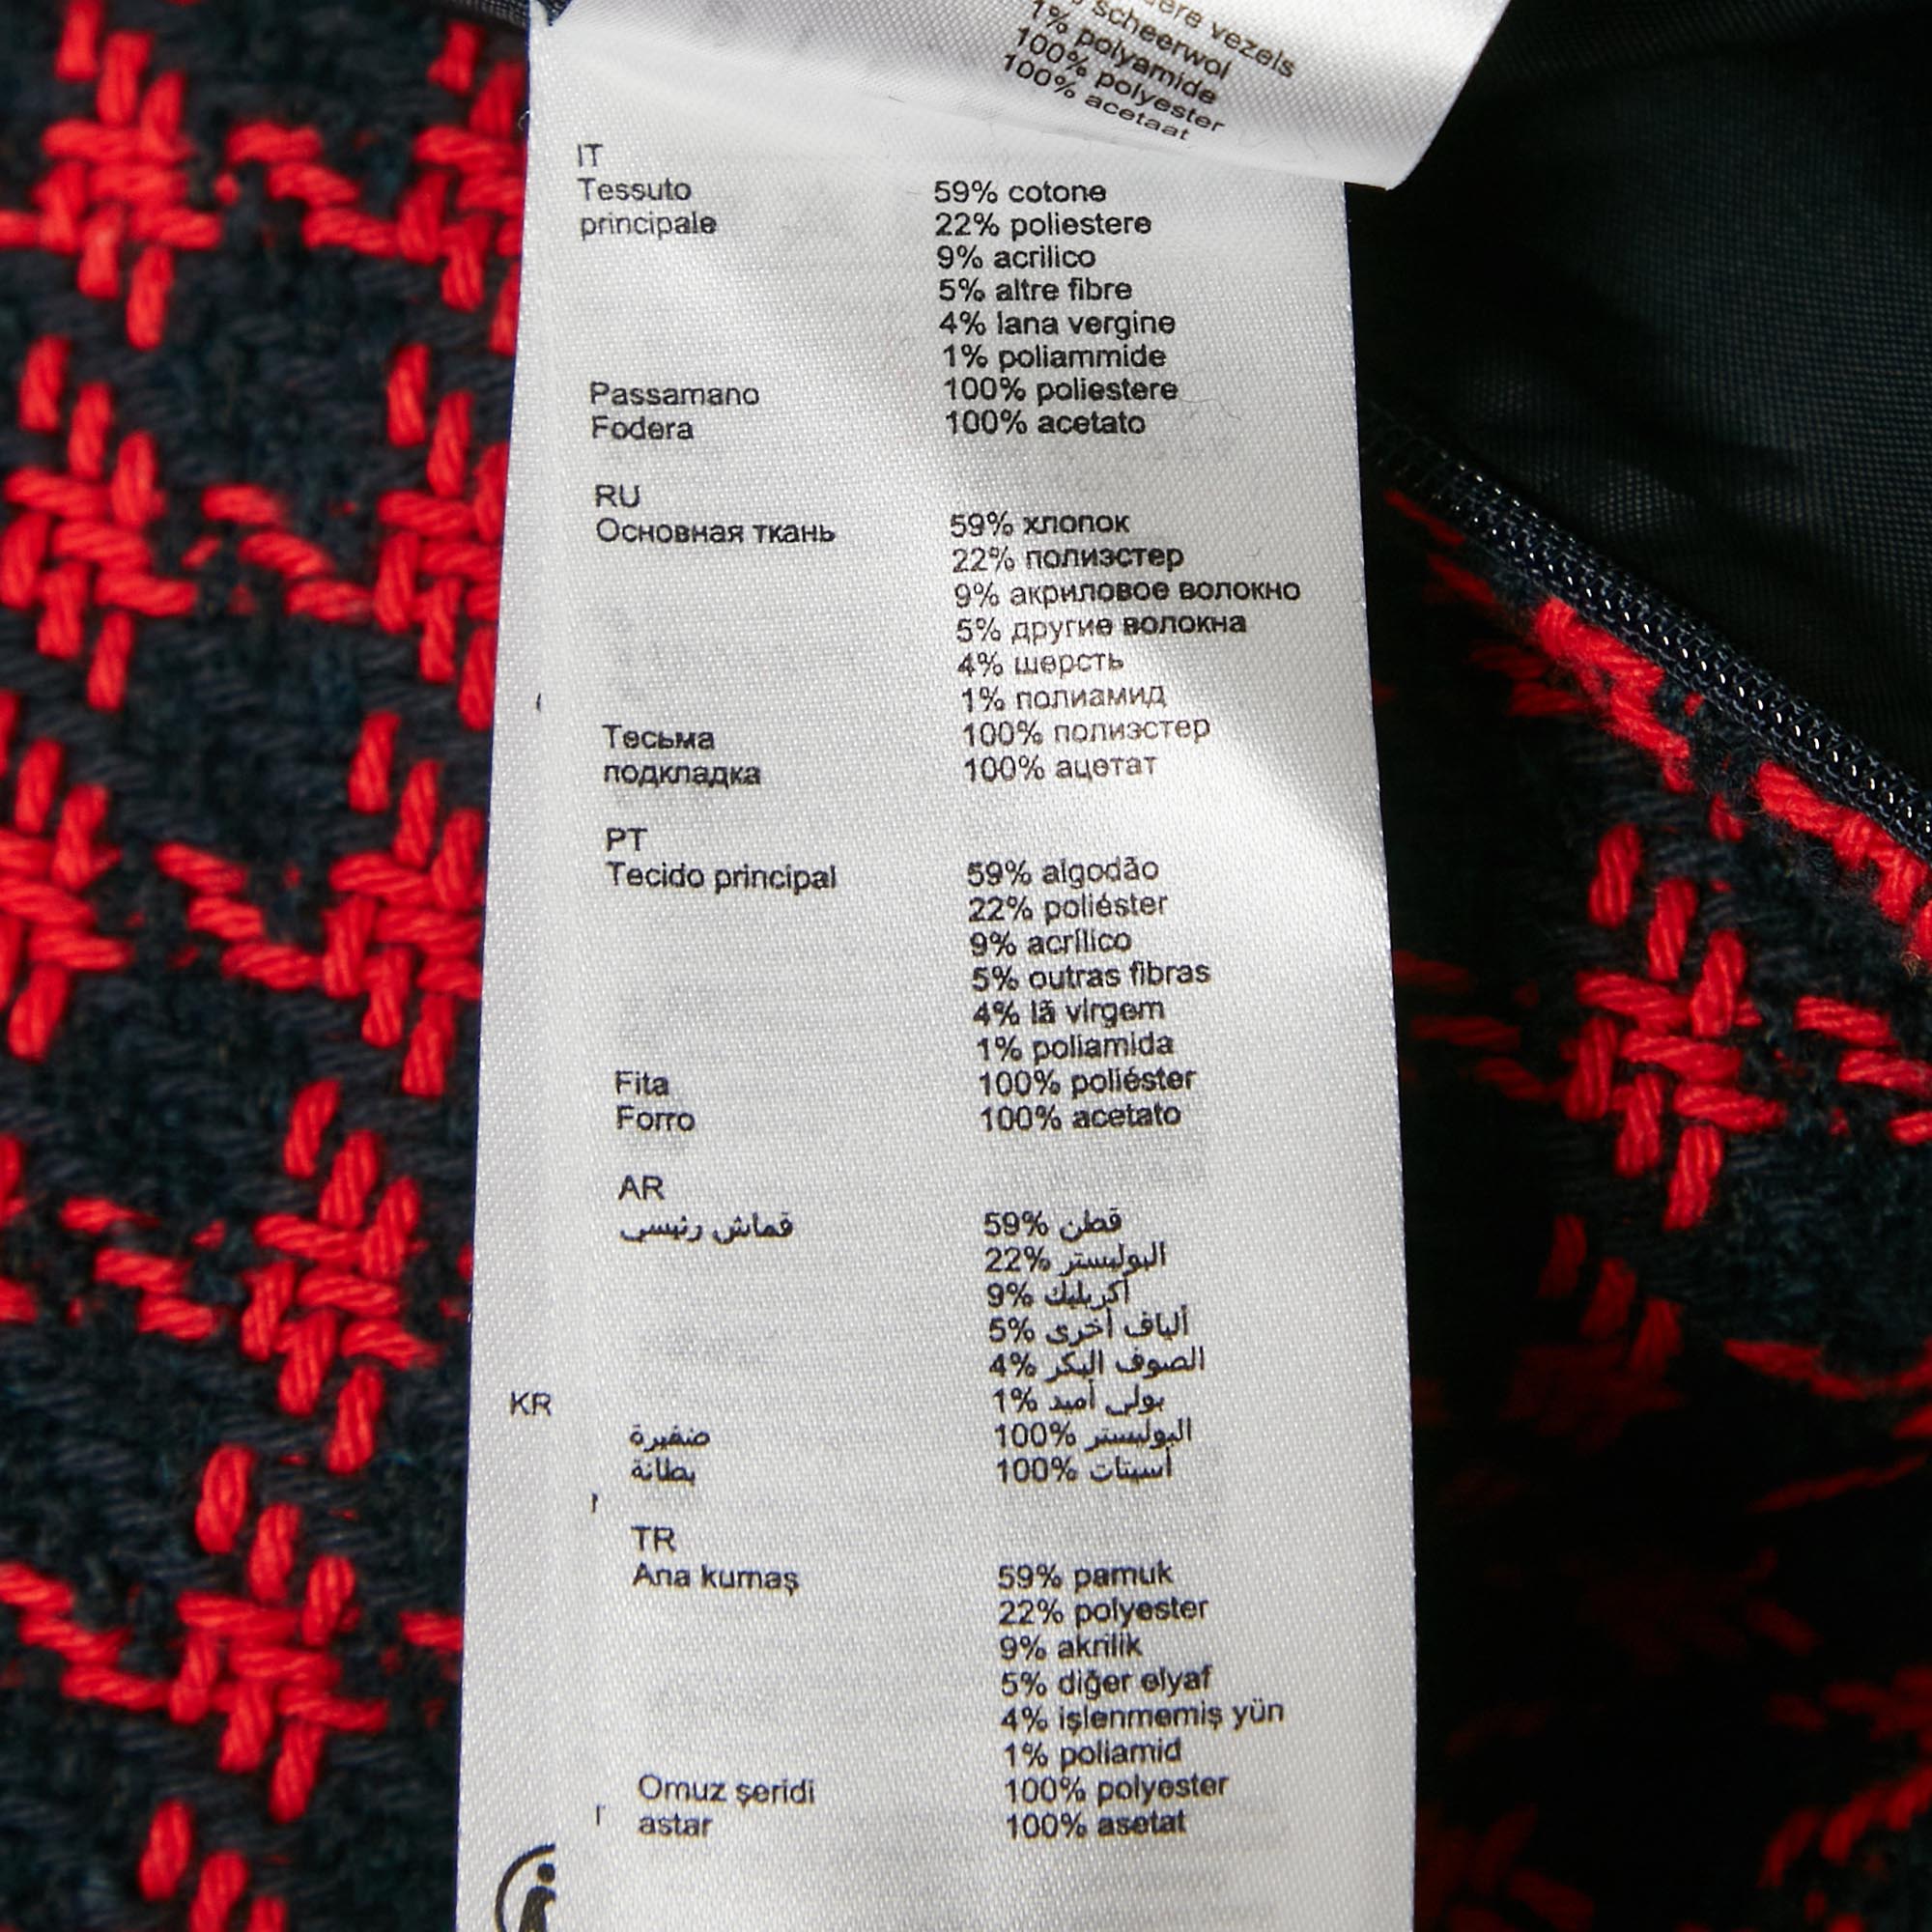 vezels
scheerwol
1% polyamide
100% polyester
100% acetaat
IT
Tessuto 59% cotone
principale 22% poliestere
9% acrilico
5% altre fibre
4% lana vergine
1% poliammide
Passamano 100% poliestere
Fodera 100% acetato
RU
Основная ткань 59% хлопок
22% полиэстер
9% акриловое волокно
5% другие волокна
4% шерсть
1% полиамид
Тесьма 100% полиэстер
подкладка 100% ацетат
PT
Tecido principal 59% algodão
22% poliéster
9% acrílico
5% outras fibras
4% lã virgem
1% poliamida
Fita 100% poliéster
Forro 100% acetato
AR
قماش رئيسي 59% قطن
22% البوليستر
9% أكريليك
5% ألياف أخرى
4% الصوف البكر
KR
1% بولي أميد
ضفيرة 100% البوليستر
بطانة 100% أسيتات
TR
Ana kumaş 59% pamuk
22% polyester
9% akrilik
5% diğer elyaf
4% işlenmemiş yün
1% poliamid
Omuz şeridi 100% polyester
astar 100% asetat